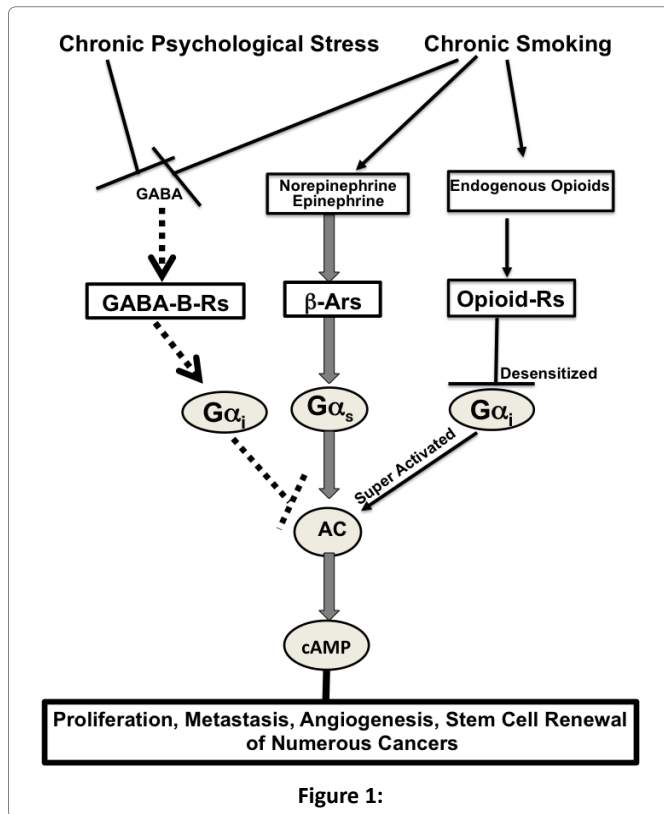 Chronic Psychological Stress
Chronic Smoking
GABA
Norepinephrine
Epinephrine
Endogenous Opioids
GABA-B-Rs
β-Ars
Opioid-Rs
Desensitized
Gαi
Gαs
Gαi
Super Activated
AC
cAMP
Proliferation, Metastasis, Angiogenesis, Stem Cell Renewal
of Numerous Cancers
Figure 1: